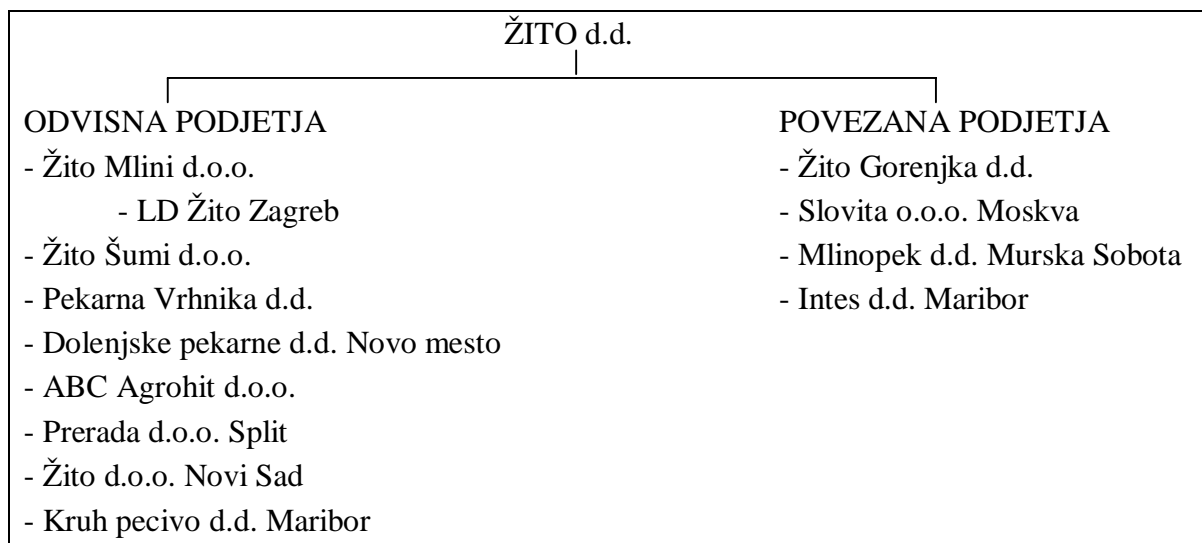 ŽITO d.d.
ODVISNA PODJETJA
- Žito Mlini d.o.o.
- LD Žito Zagreb
- Žito Šumi d.o.o.
- Pekarna Vrhnika d.d.
- Dolenjske pekarne d.d. Novo mesto
- ABC Agrohit d.o.o.
- Prerada d.o.o. Split
- Žito d.o.o. Novi Sad
- Kruh pecivo d.d. Maribor
POVEZANA PODJETJA
- Žito Gorenjka d.d.
- Slovita o.o.o. Moskva
- Mlinopek d.d. Murska Sobota
- Intes d.d. Maribor